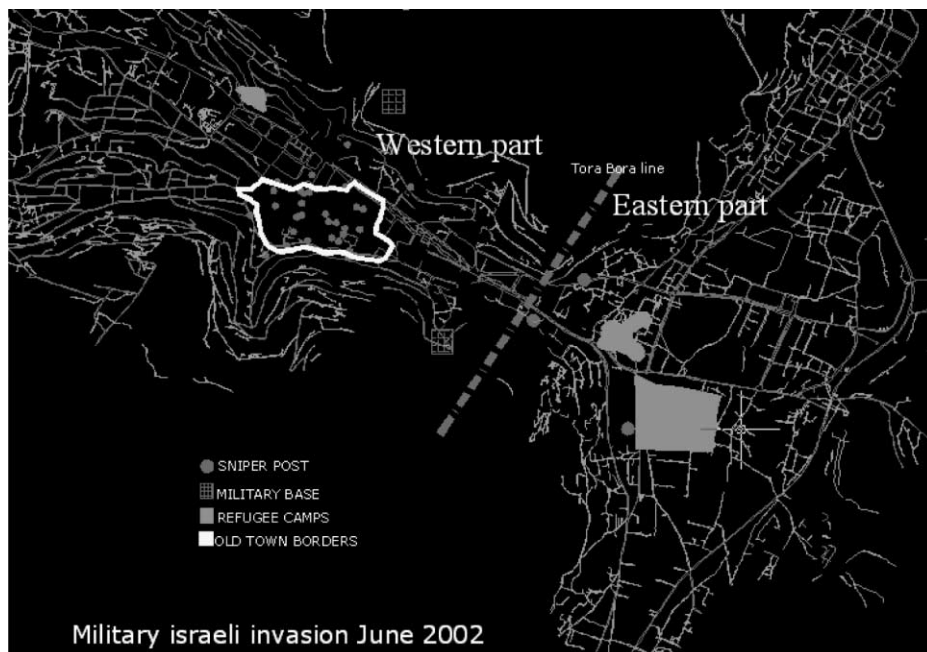 Western part
Tora Bora line
Eastern part
SNIPER POST
MILITARY BASE
REFUGEE CAMPS
OLD TOWN BORDERS
Military israeli invasion June 2002